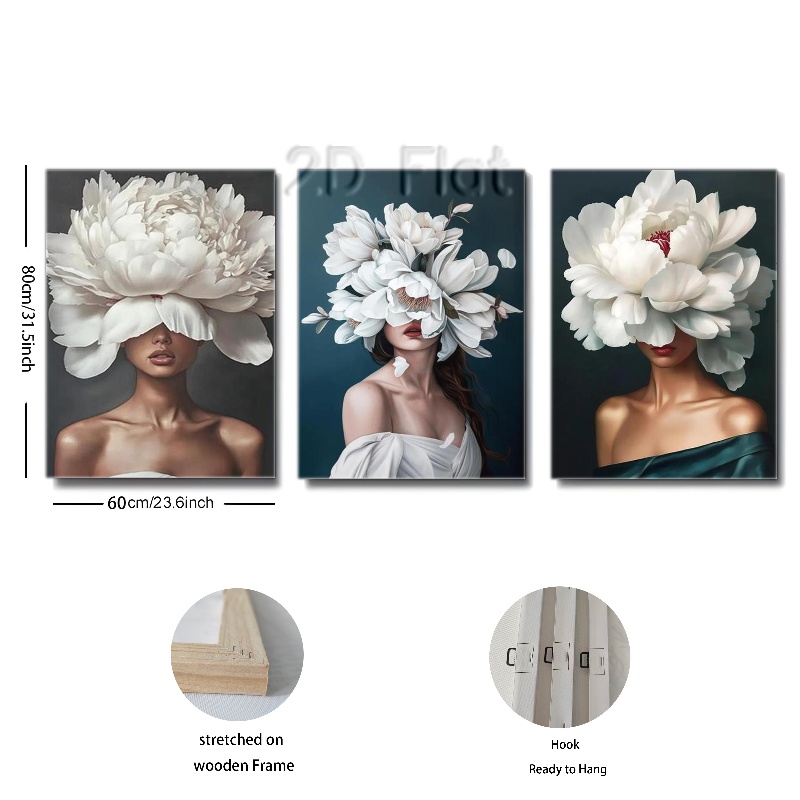 2D Flat
80cm/31.5inch
60cm/23.6inch
stretched on
wooden Frame
Hook
Ready to Hang